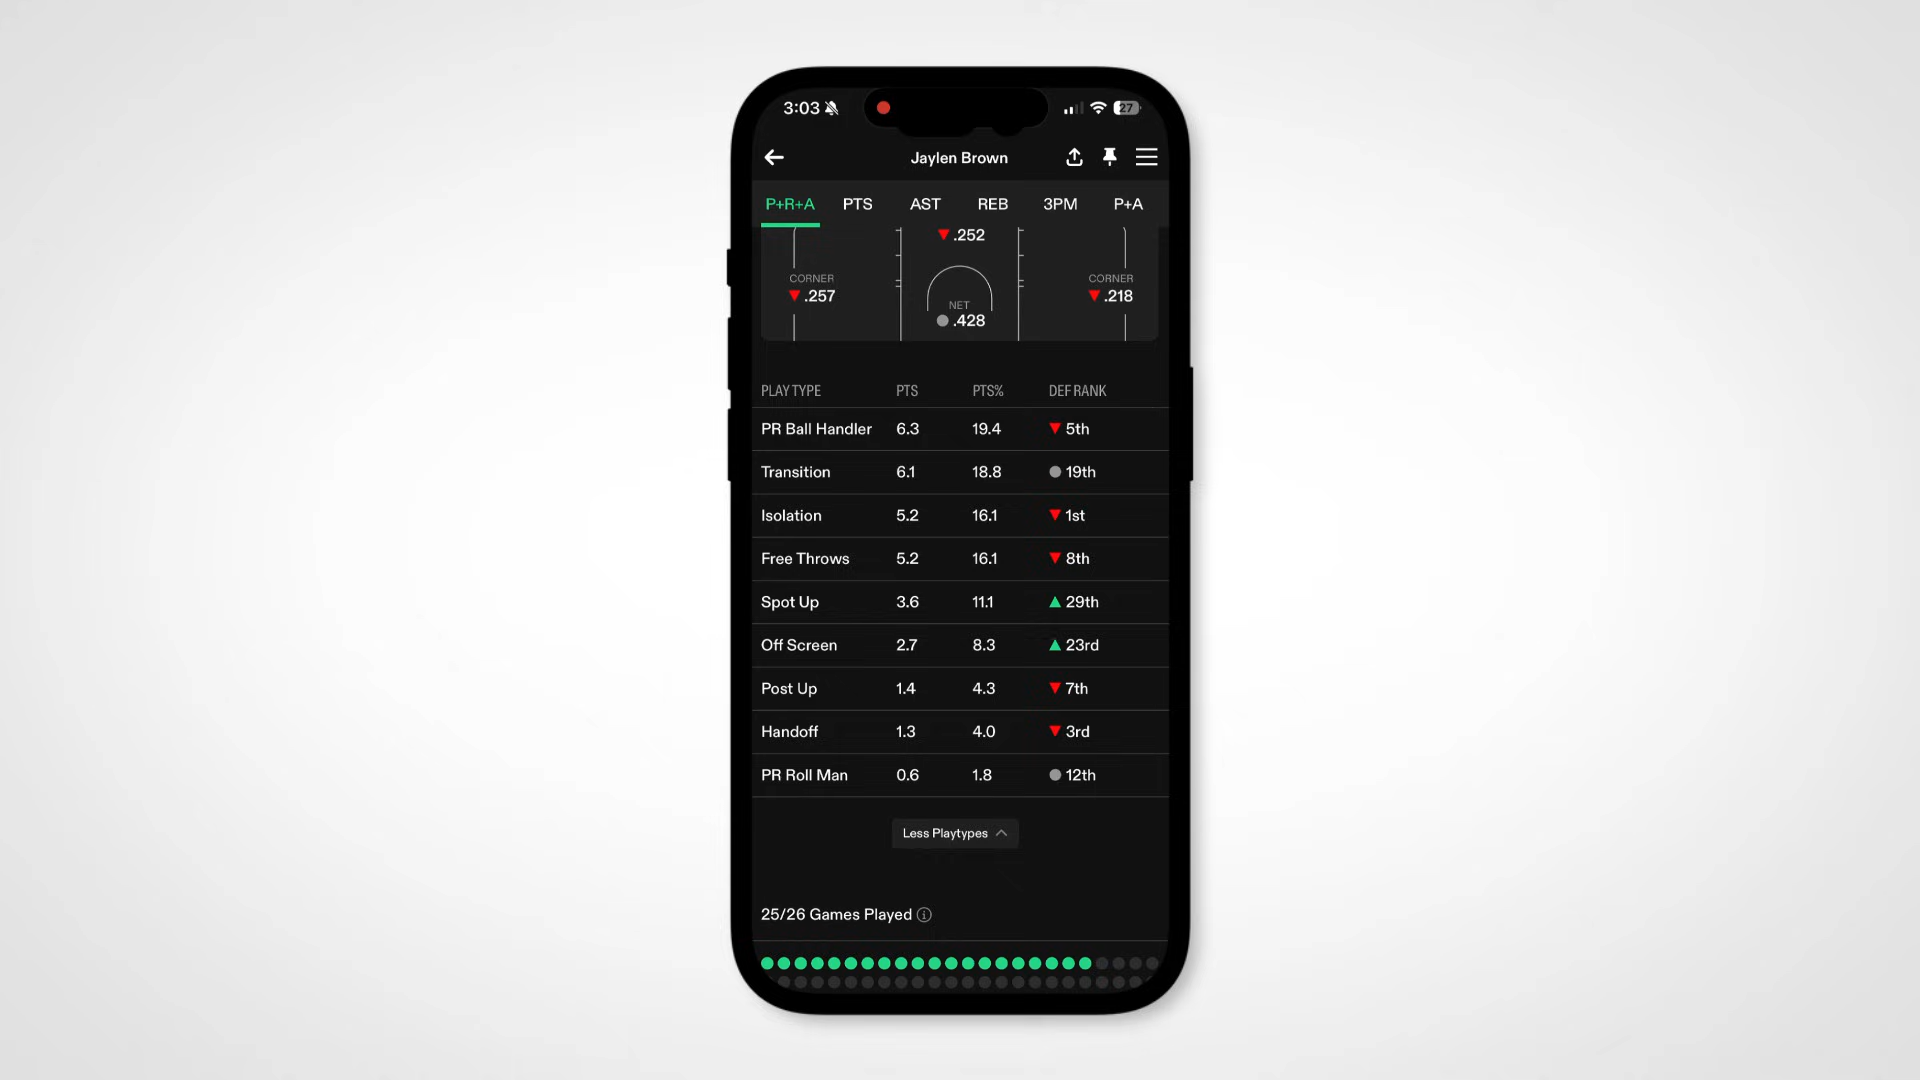 3:03 27
Jaylen Brown
P+R+A PTS AST REB 3PM P+A
.252
CORNER CORNER
.257 .218
NET
.428
PLAY TYPE PTS PTS% DEF RANK
PR Ball Handler 6.3 19.4 5th
Transition 6.1 18.8 19th
Isolation 5.2 16.1 1st
Free Throws 5.2 16.1 8th
Spot Up 3.6 11.1 29th
Off Screen 2.7 8.3 23rd
Post Up 1.4 4.3 7th
Handoff 1.3 4.0 3rd
PR Roll Man 0.6 1.8 12th
Less Playtypes
25/26 Games Played